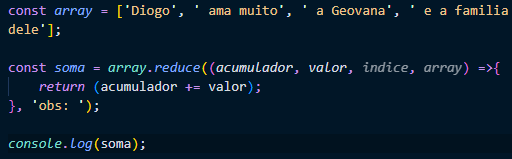 const array = ['Diogo', ' ama muito', ' a Geovana', ' e a familia
dele'];
const soma = array.reduce((acumulador, valor, indice, array) =>{
    return (acumulador += valor);
}, 'obs: ');
console.log(soma);